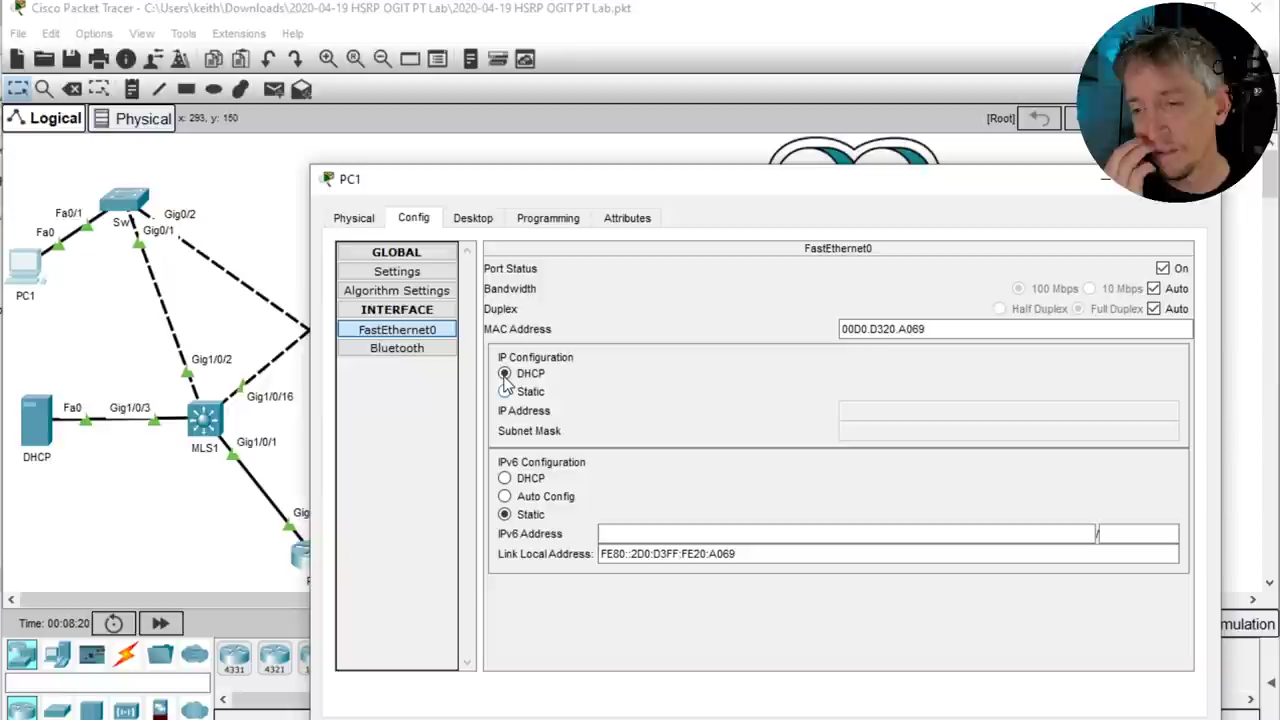 Cisco Packet Tracer - C:\Users\keith\Downloads\2020-04-19 HSRP OGIT PT Lab\2020-04-19 HSRP OGIT PT Lab.pkt
File Edit Options View Tools Extensions Help
Logical Physical x: 293, y: 150 [Root]
PC1
Physical Config Desktop Programming Attributes
GLOBAL
Settings
Algorithm Settings
INTERFACE
FastEthernet0
Bluetooth
FastEthernet0
Port Status On
Bandwidth 100 Mbps 10 Mbps Auto
Duplex Half Duplex Full Duplex Auto
MAC Address 00D0.D320.A069
IP Configuration
DHCP
Static
IP Address
Subnet Mask
IPv6 Configuration
DHCP
Auto Config
Static
IPv6 Address /
Link Local Address: FE80::2D0:D3FF:FE20:A069
Fa0/1
Fa0
PC1
Sw
Gig0/2
Gig0/1
Gig1/0/2
Gig1/0/16
Fa0
Gig1/0/3
DHCP
MLS1
Gig1/0/1
Gig
Time: 00:08:20
mulation
4331 4321